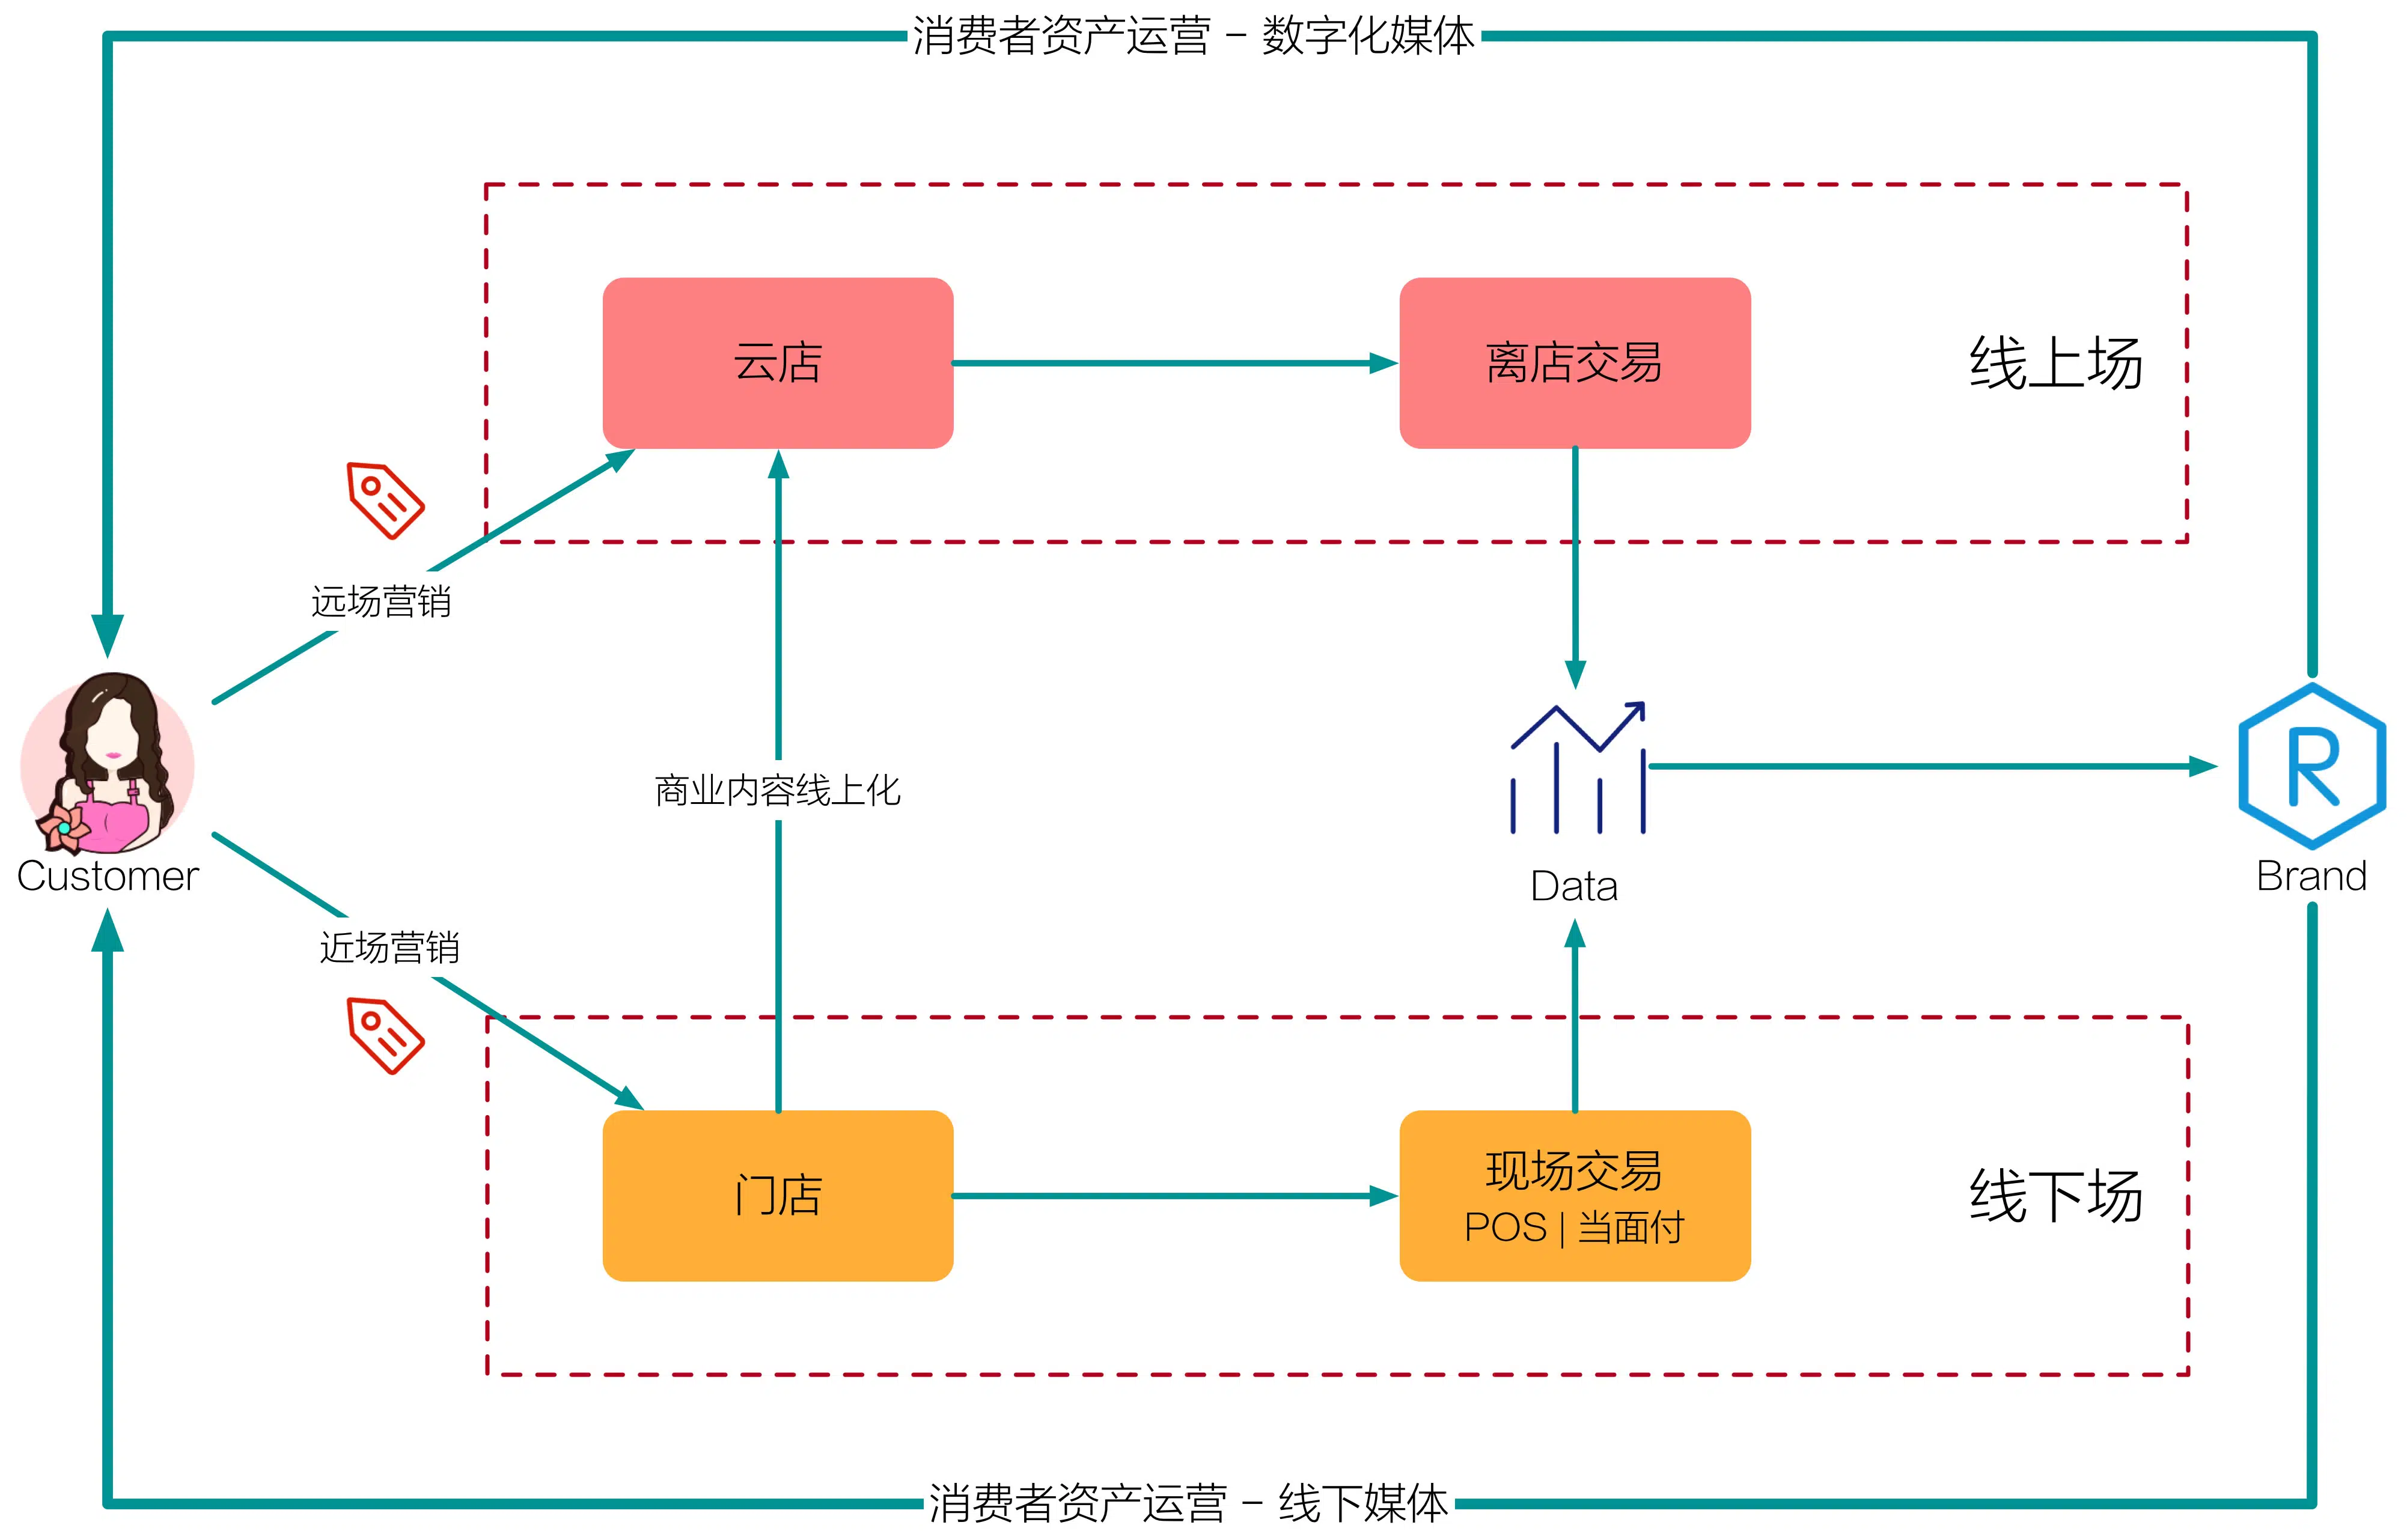 消费者资产运营 - 数字化媒体
云店
离店交易
线上场
远场营销
R
Customer
商业内容线上化
Data
Brand
近场营销
门店
现场交易
POS | 当面付
线下场
消费者资产运营 - 线下媒体